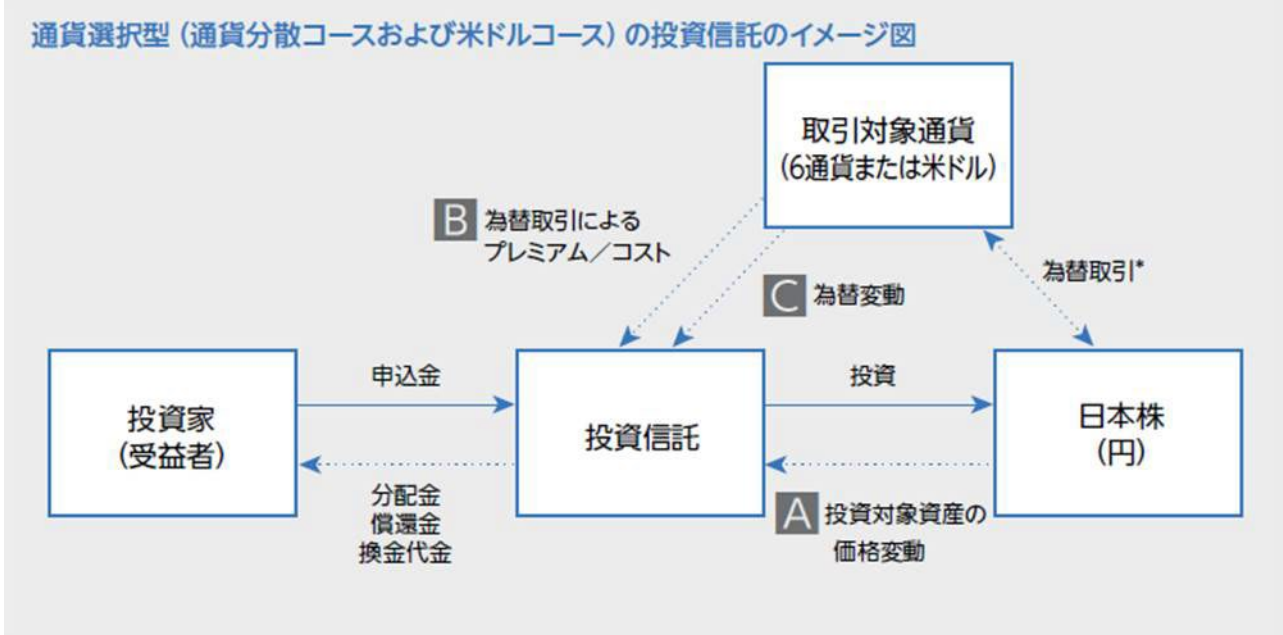 通貨選択型（通貨分散コースおよび米ドルコース）の投資信託のイメージ図
取引対象通貨
（6通貨または米ドル）
B 為替取引による
プレミアム／コスト
C 為替変動
為替取引*
投資家
（受益者）
申込金
分配金
償還金
換金代金
投資信託
投資
A 投資対象資産の
価格変動
日本株
（円）